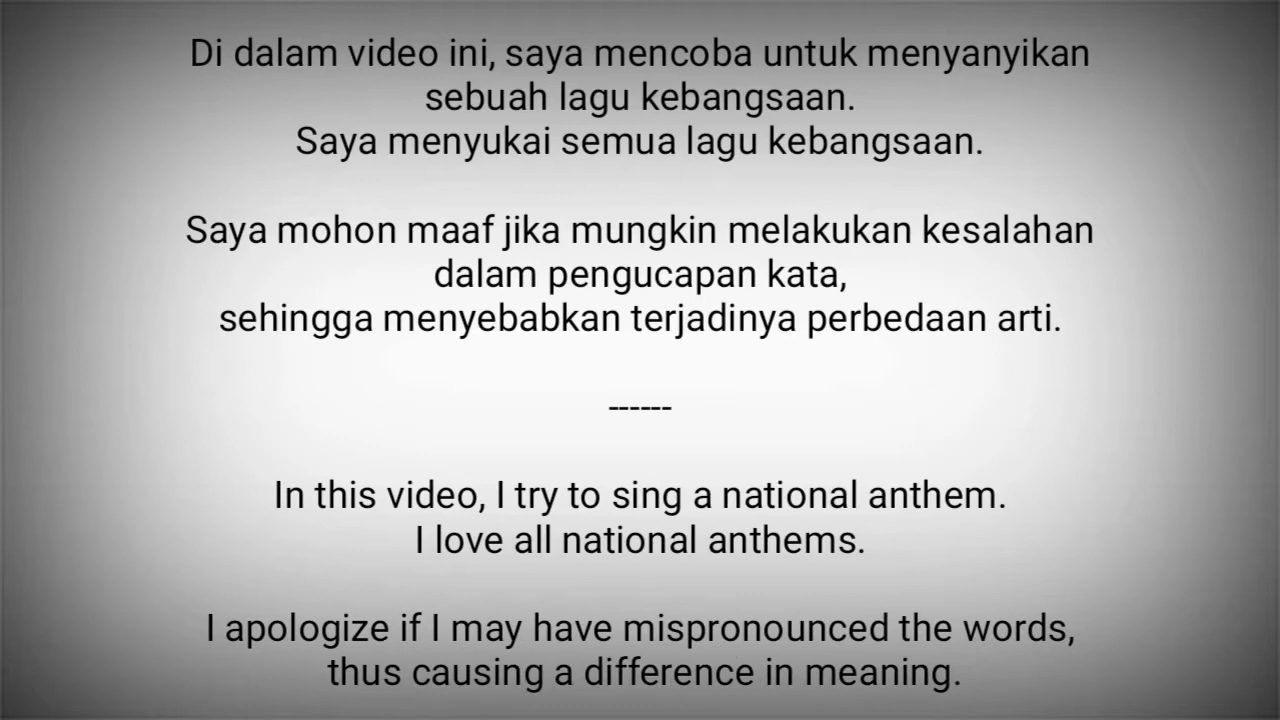 Di dalam video ini, saya mencoba untuk menyanyikan
sebuah lagu kebangsaan.
Saya menyukai semua lagu kebangsaan.
Saya mohon maaf jika mungkin melakukan kesalahan
dalam pengucapan kata,
sehingga menyebabkan terjadinya perbedaan arti.
------
In this video, I try to sing a national anthem.
I love all national anthems.
I apologize if I may have mispronounced the words,
thus causing a difference in meaning.